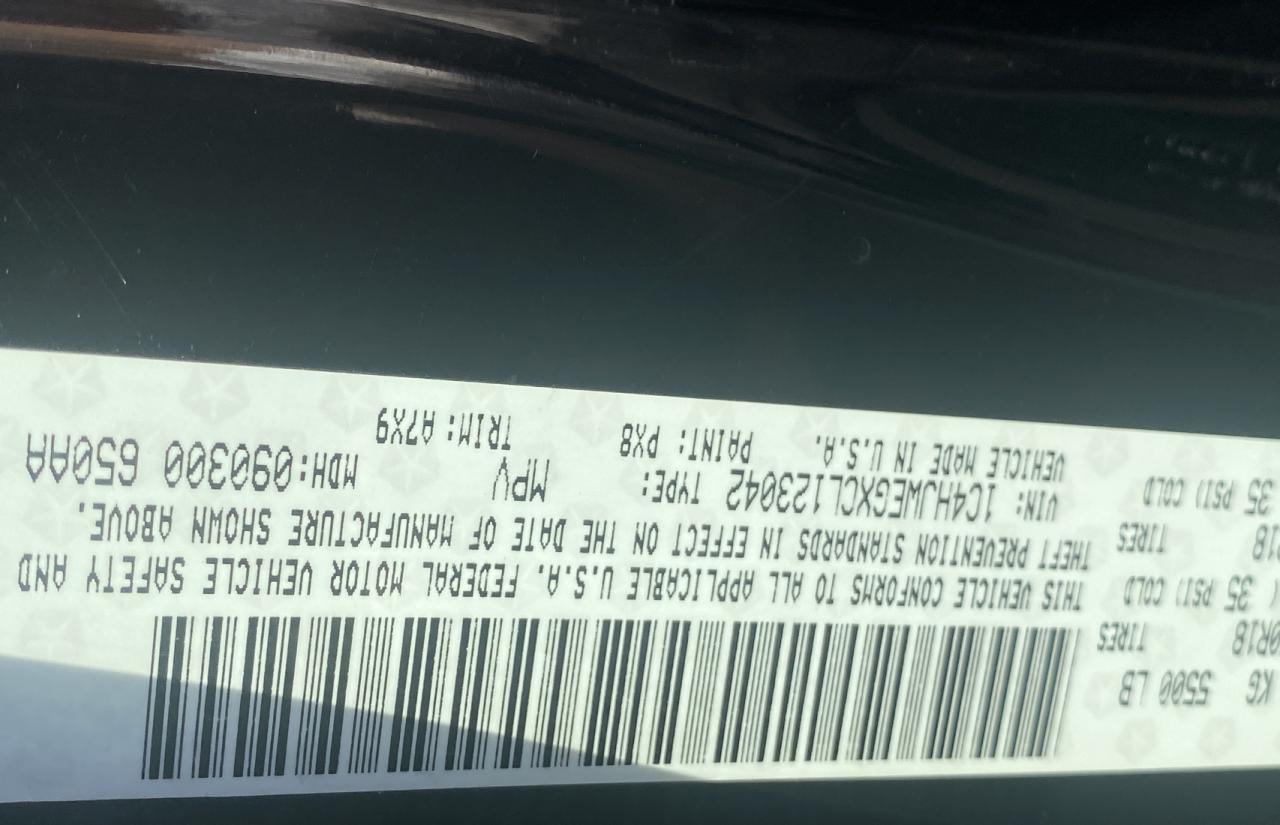 KG 5500 LB
0R18 TIRES
35 PSI) COLD
18 TIRES
35 PSI) COLD
THIS VEHICLE CONFORMS TO ALL APPLICABLE U.S.A. FEDERAL MOTOR VEHICLE SAFETY AND
THEFT PREVENTION STANDARDS IN EFFECT ON THE DATE OF MANUFACTURE SHOWN ABOVE.
VIN: 1C4HJWEGXCL123042 TYPE: MPV MDH:090300 650AA
VEHICLE MADE IN U.S.A. PAINT: PX8 TRIM: A7X9